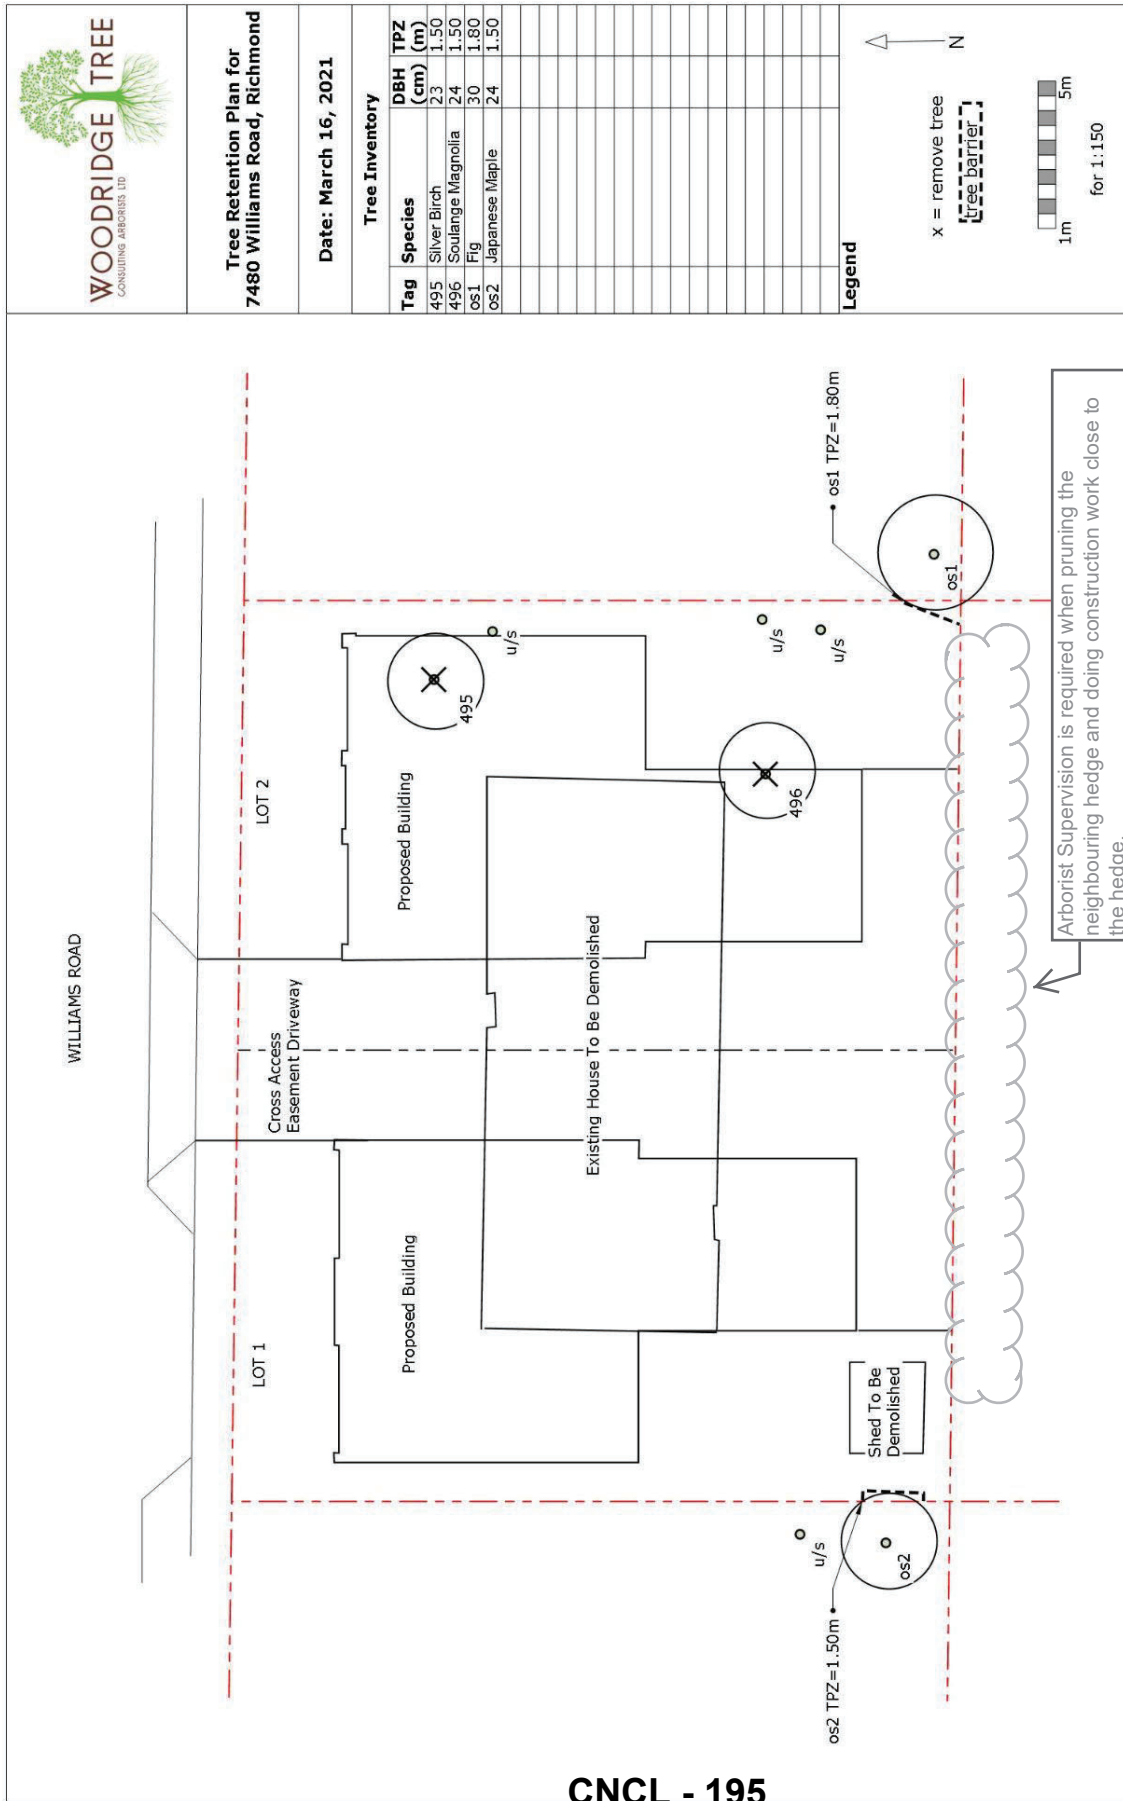 WOODRIDGE TREE
CONSULTING ARBORISTS LTD
Tree Retention Plan for
7480 Williams Road, Richmond
Date: March 16, 2021
Tree Inventory
Tag Species DBH (cm) TPZ (m)
495 Silver Birch 23 1.50
496 Soulange Magnolia 24 1.50
os1 Fig 30 1.80
os2 Japanese Maple 24 1.50
Legend
x = remove tree
tree barrier
N
1m 5m
for 1:150
WILLIAMS ROAD
LOT 1
LOT 2
Cross Access
Easement Driveway
Proposed Building
Proposed Building
495
u/s
Existing House To Be Demolished
496
u/s
u/s
os1 TPZ=1.80m
os1
Shed To Be
Demolished
u/s
os2
os2 TPZ=1.50m
Arborist Supervision is required when pruning the
neighbouring hedge and doing construction work close to
the hedge.
CNCL - 195